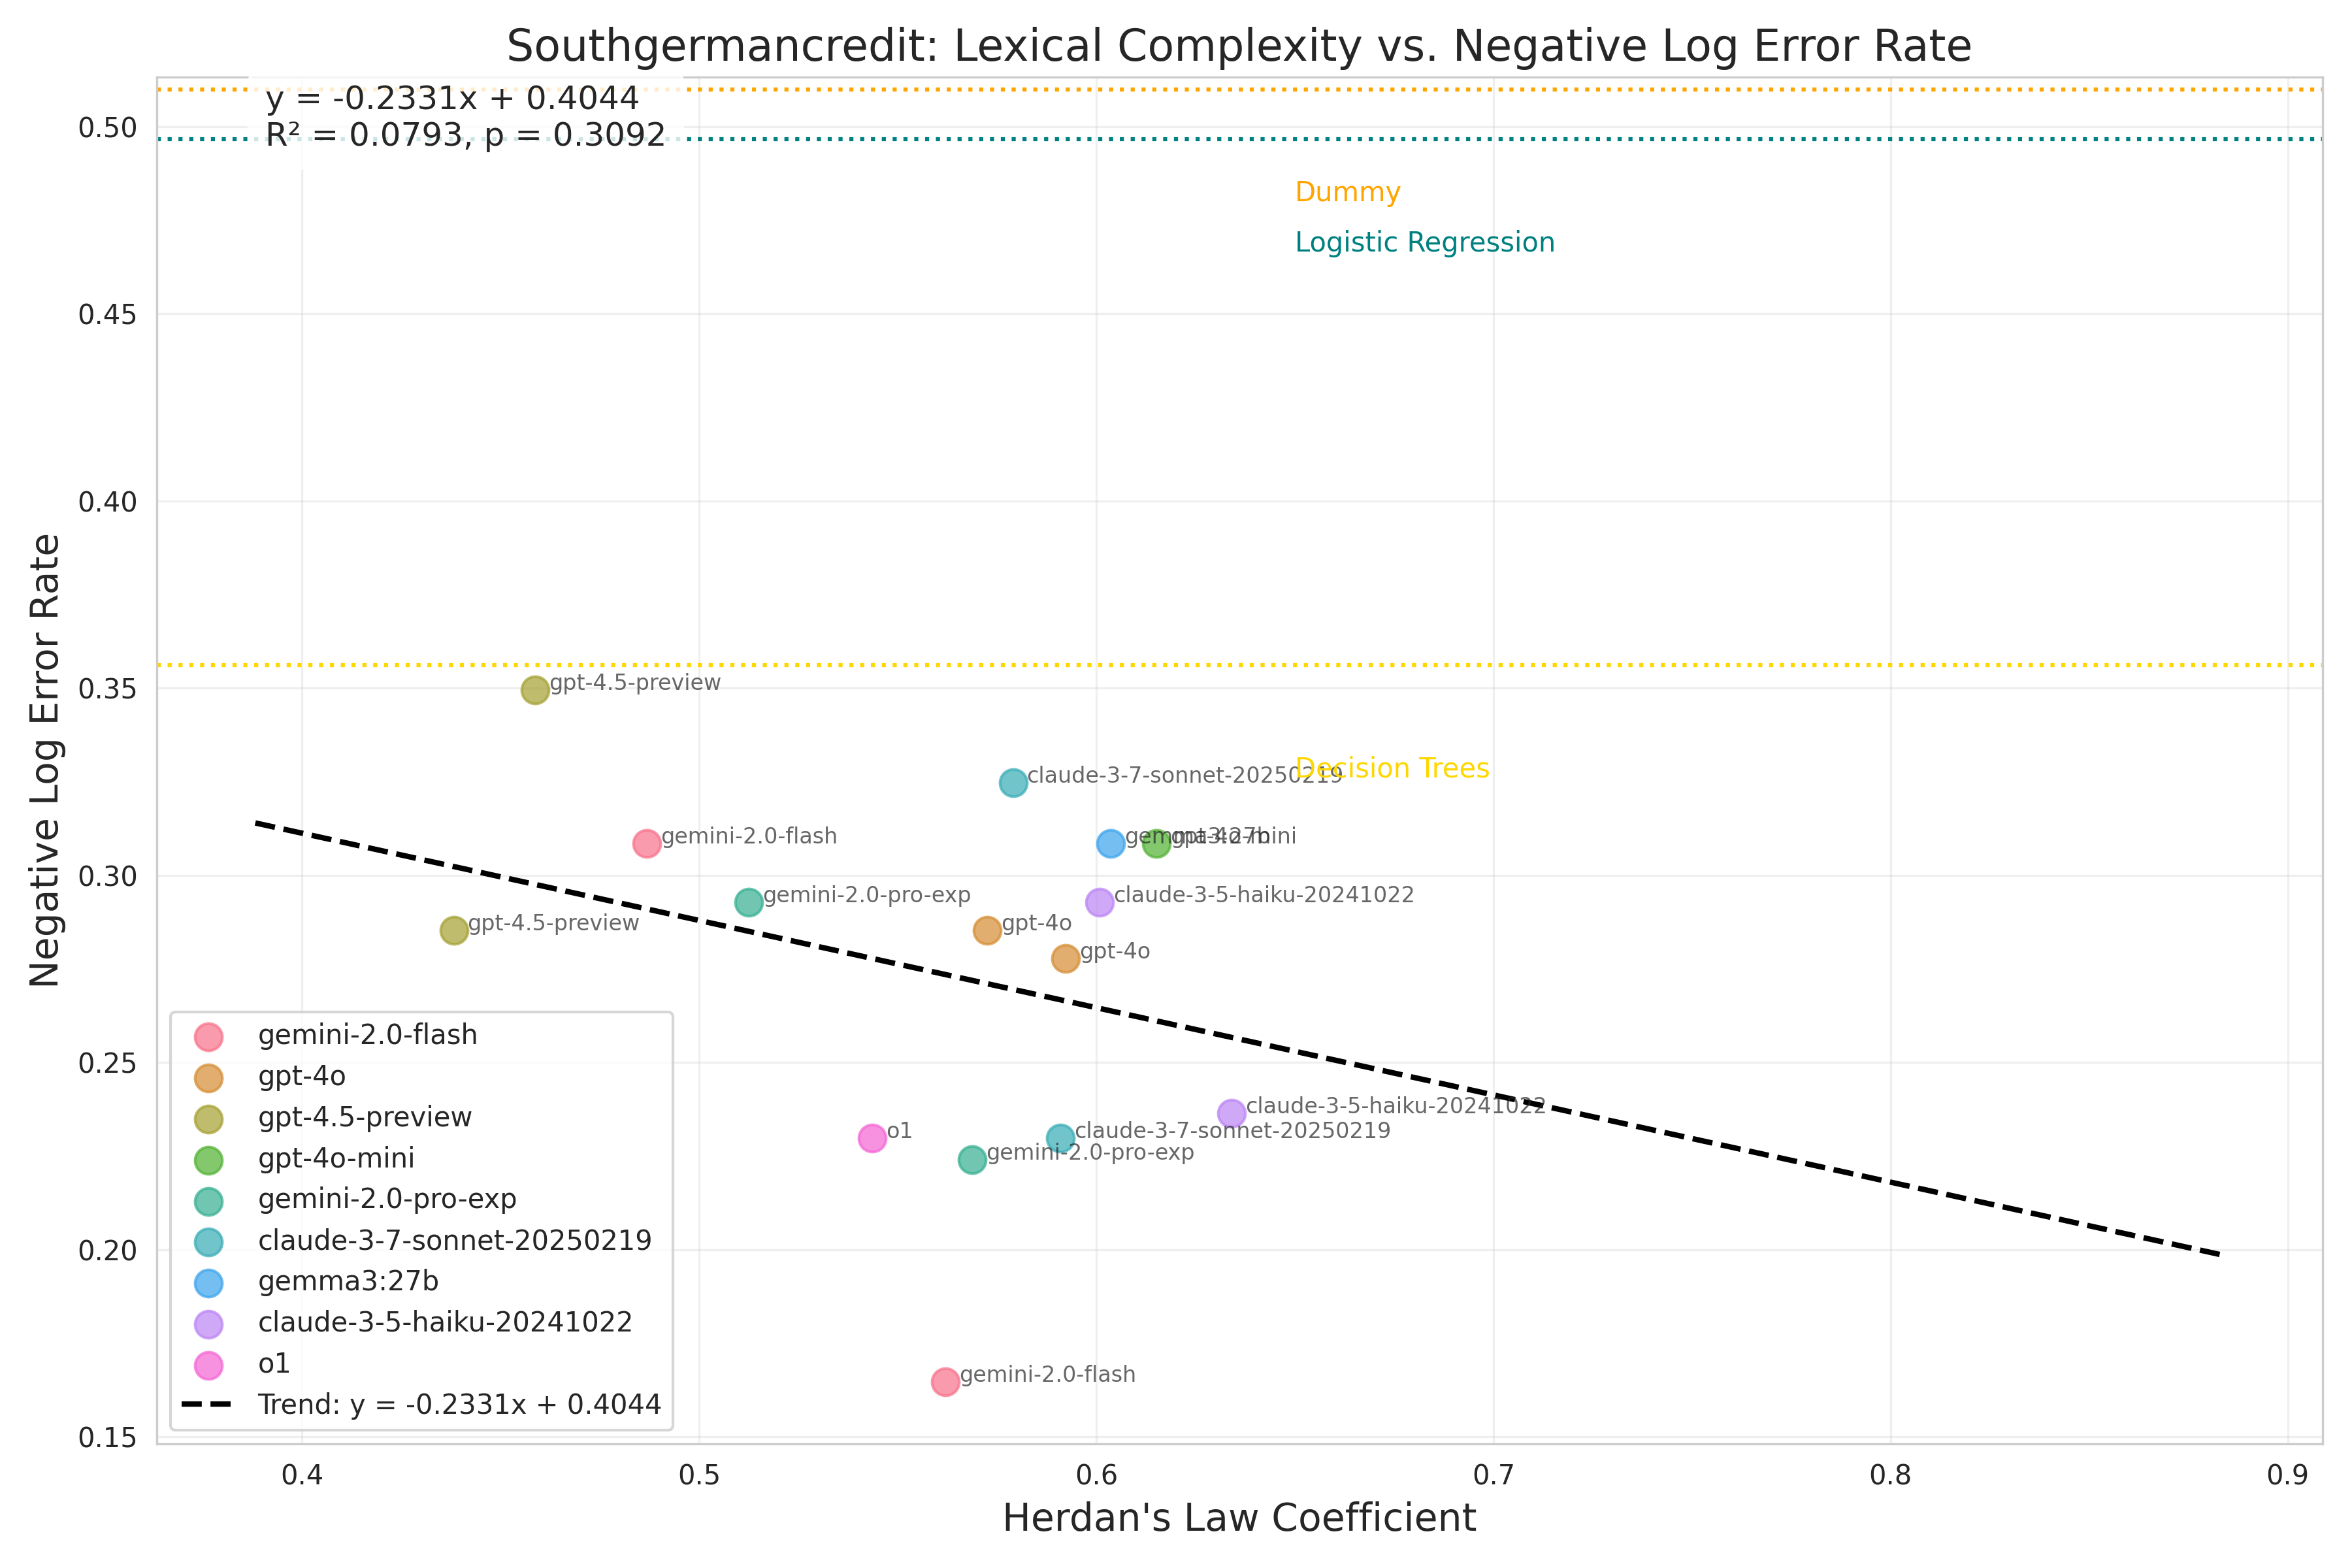 Southgermancredit: Lexical Complexity vs. Negative Log Error Rate
y = -0.2331x + 0.4044
R² = 0.0793, p = 0.3092
Negative Log Error Rate
0.50
0.45
0.40
0.35
0.30
0.25
0.20
0.15
Dummy
Logistic Regression
gpt-4.5-preview
Decision Trees
claude-3-7-sonnet-20250219
gemini-2.0-flash
gemma3:27b
gpt-4o-mini
gemini-2.0-pro-exp
claude-3-5-haiku-20241022
gpt-4.5-preview
gpt-4o
gpt-4o
claude-3-5-haiku-20241022
o1
claude-3-7-sonnet-20250219
gemini-2.0-pro-exp
gemini-2.0-flash
gemini-2.0-flash
gpt-4o
gpt-4.5-preview
gpt-4o-mini
gemini-2.0-pro-exp
claude-3-7-sonnet-20250219
gemma3:27b
claude-3-5-haiku-20241022
o1
Trend: y = -0.2331x + 0.4044
0.4
0.5
0.6
0.7
0.8
0.9
Herdan's Law Coefficient